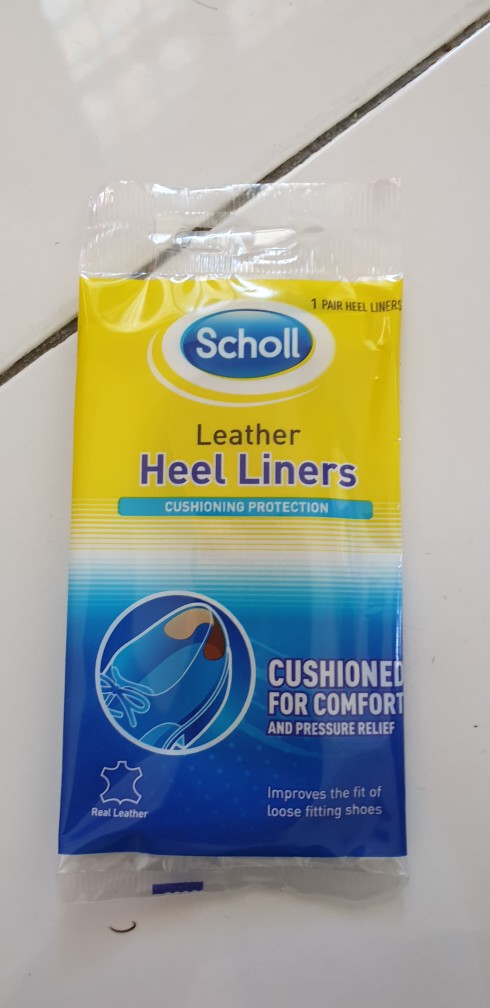 1 PAIR HEEL LINERS
Scholl
Leather
Heel Liners
CUSHIONING PROTECTION
CUSHIONED
FOR COMFORT
AND PRESSURE RELIEF
Real Leather
Improves the fit of
loose fitting shoes